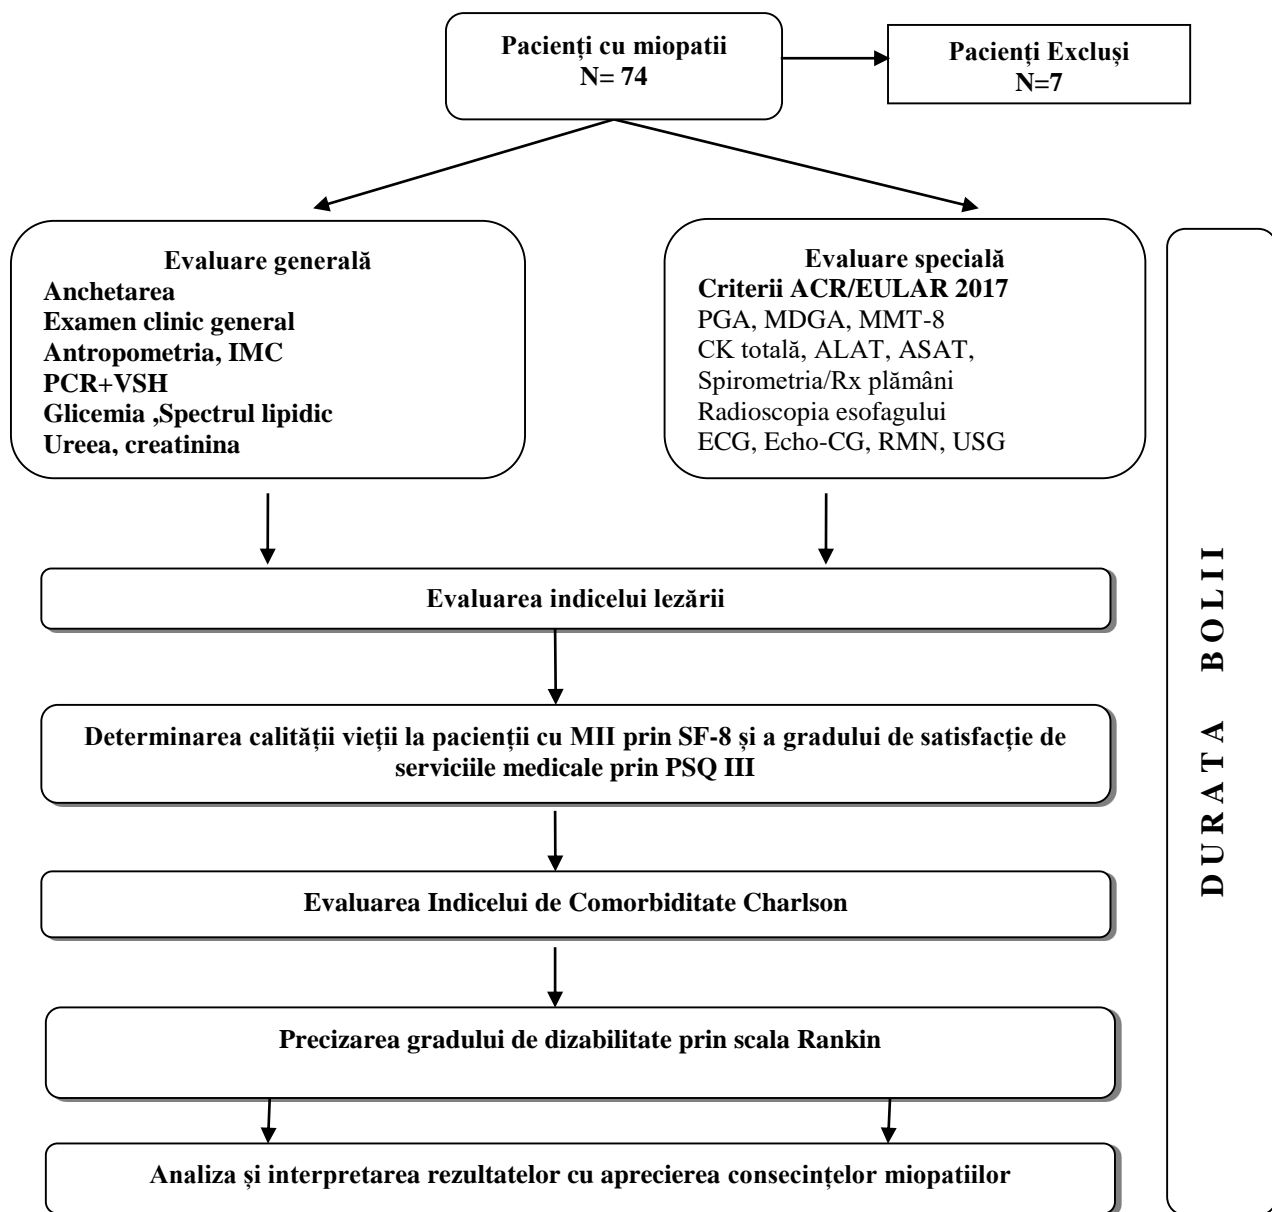 Pacienți cu miopatii
N= 74
Pacienți Excluși
N=7
Evaluare generală
Anchetarea
Examen clinic general
Antropometria, IMC
PCR+VSH
Glicemia ,Spectrul lipidic
Ureea, creatinina
Evaluare specială
Criterii ACR/EULAR 2017
PGA, MDGA, MMT-8
CK totală, ALAT, ASAT,
Spirometria/Rx plămâni
Radioscopia esofagului
ECG, Echo-CG, RMN, USG
Evaluarea indicelui lezării
Determinarea calității vieții la pacienții cu MII prin SF-8 și a gradului de satisfacție de
serviciile medicale prin PSQ III
Evaluarea Indicelui de Comorbiditate Charlson
Precizarea gradului de dizabilitate prin scala Rankin
Analiza și interpretarea rezultatelor cu aprecierea consecințelor miopatiilor
DURATA BOLII